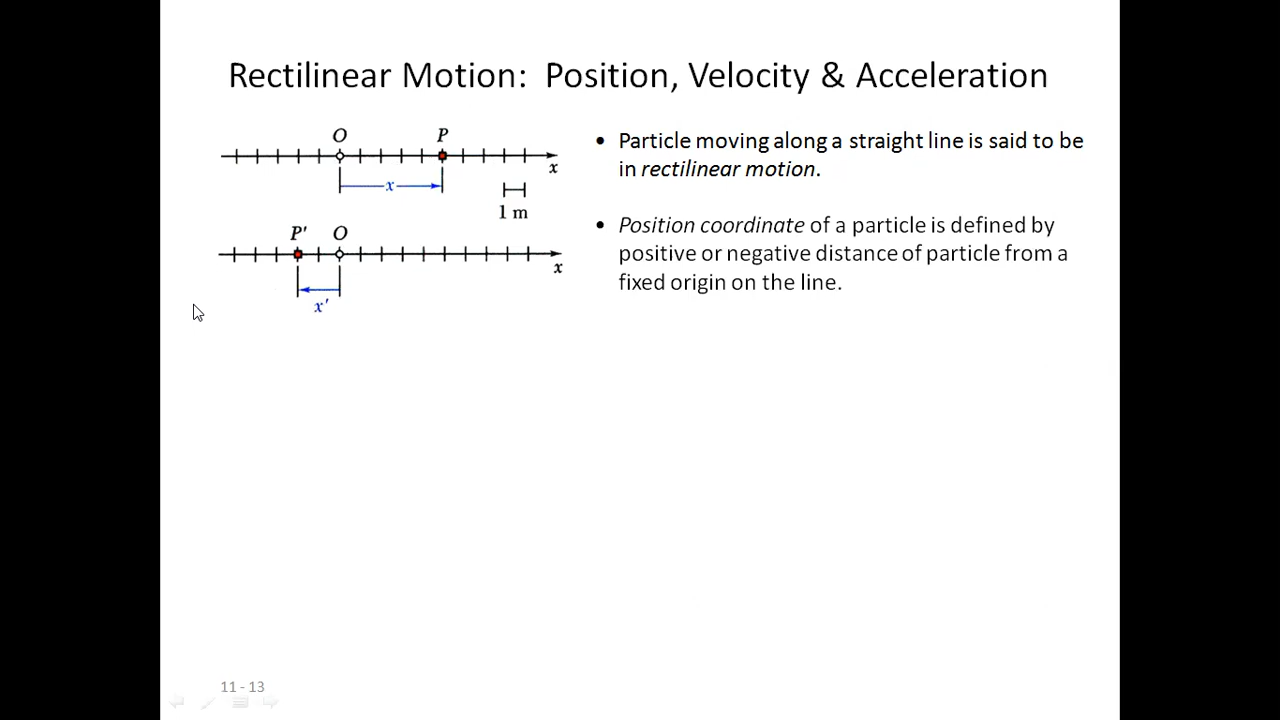 Rectilinear Motion: Position, Velocity & Acceleration
O P
x
x
1 m
P' O
x
x'
• Particle moving along a straight line is said to be
in rectilinear motion.
• Position coordinate of a particle is defined by
positive or negative distance of particle from a
fixed origin on the line.
11 - 13